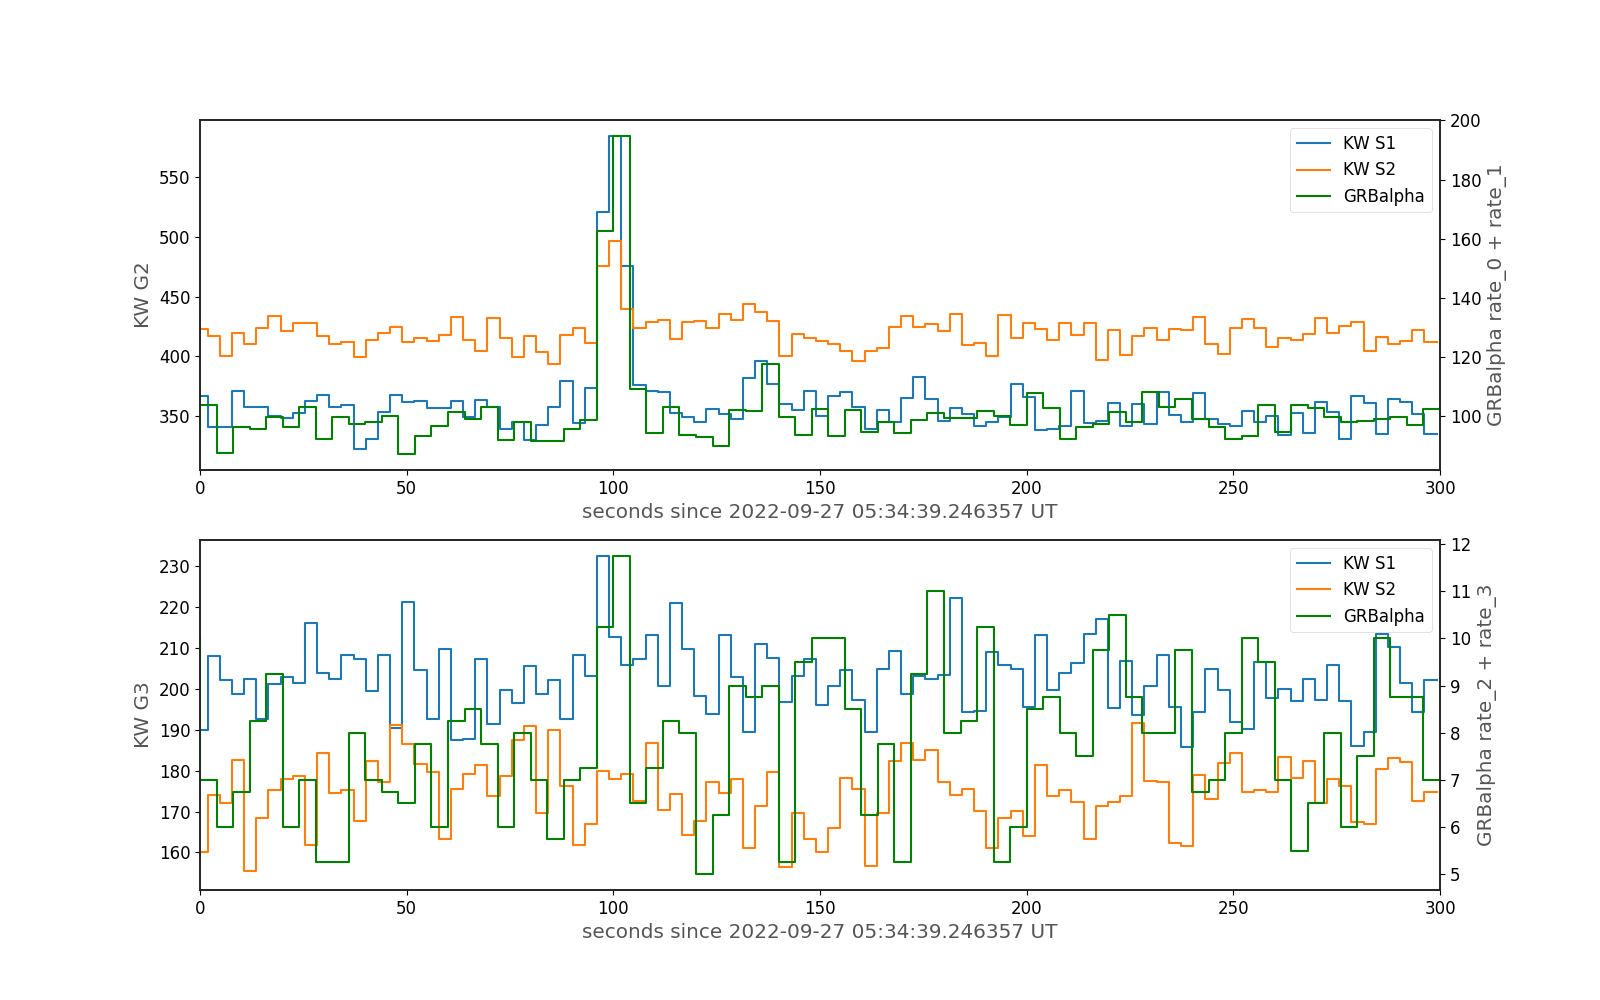 200
KW S1
KW S2
GRBalpha
550
180
500
160
450
140
400
120
350
100
KW G2
GRBalpha rate_0 + rate_1
0 50 100 150 200 250 300
seconds since 2022-09-27 05:34:39.246357 UT
12
KW S1
KW S2
GRBalpha
230
11
220
210
10
200
9
190
8
180
7
170
6
160
5
KW G3
GRBalpha rate_2 + rate_3
0 50 100 150 200 250 300
seconds since 2022-09-27 05:34:39.246357 UT